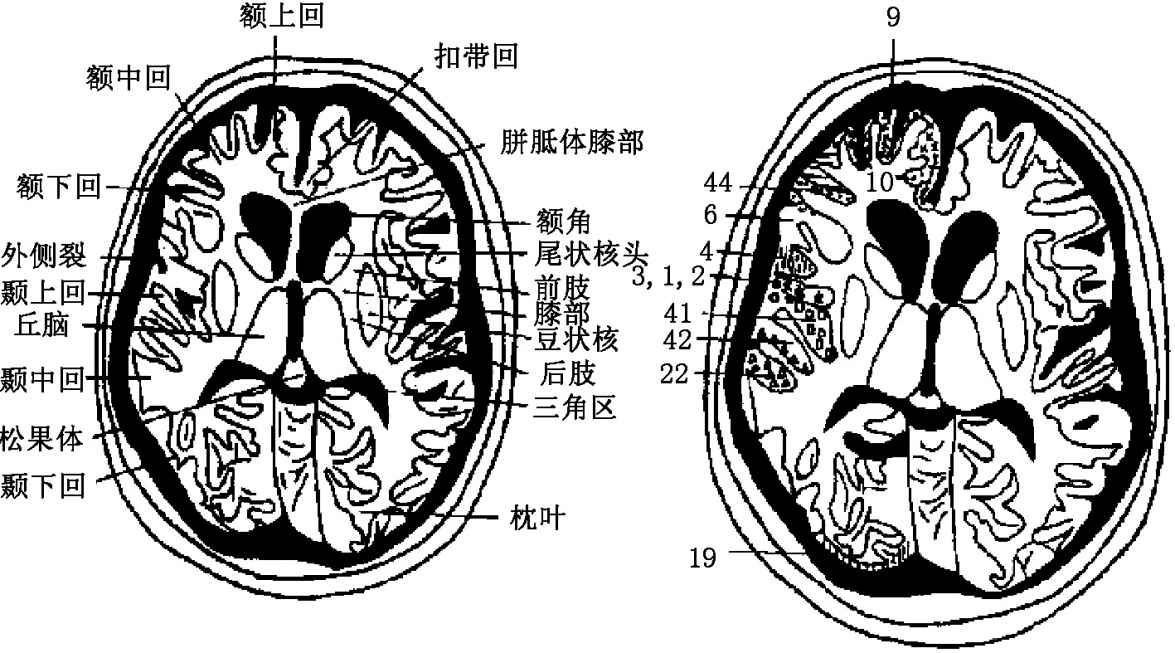 额上回
扣带回
额中回
胼胝体膝部
额下回
额角
外侧裂
尾状核头
颞上回
前肢
丘脑
膝部
豆状核
颞中回
后肢
三角区
松果体
颞下回
枕叶
9
44
10
6
4
3,1,2
41
42
22
19